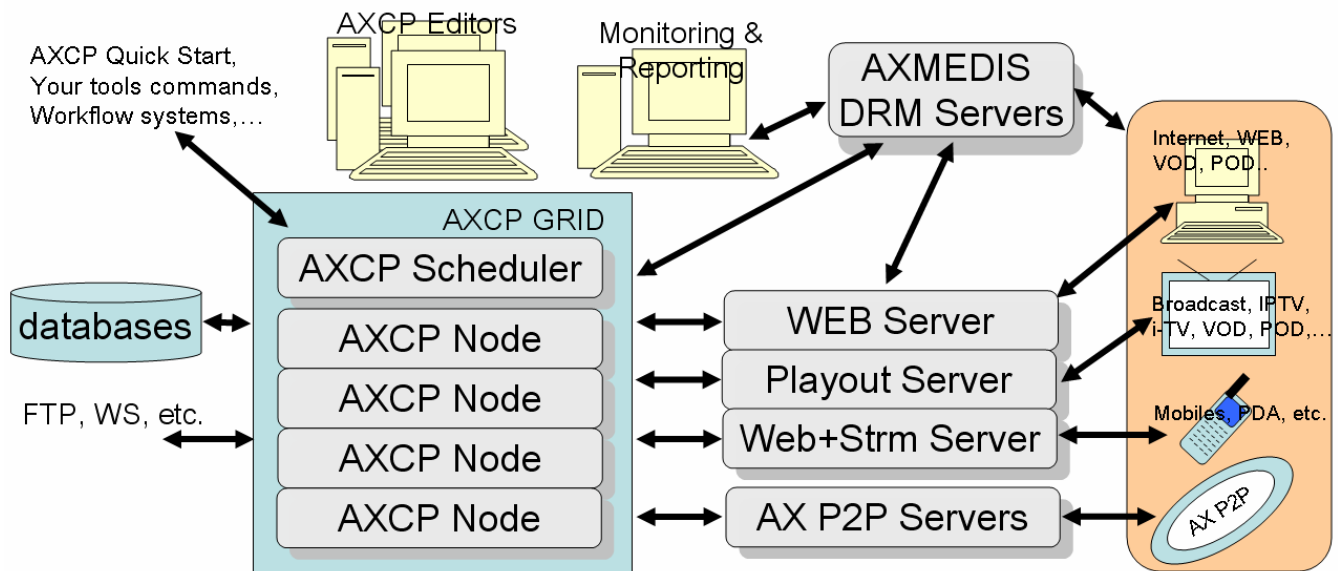 AXCP Editors
AXCP Quick Start,
Your tools commands,
Workflow systems,…
Monitoring &
Reporting
AXMEDIS
DRM Servers
Internet, WEB,
VOD, POD..
AXCP GRID
AXCP Scheduler
databases
AXCP Node
AXCP Node
AXCP Node
AXCP Node
FTP, WS, etc.
WEB Server
Playout Server
Web+Strm Server
AX P2P Servers
Broadcast, IPTV,
i-TV, VOD, POD,…
Mobiles, PDA, etc.
AX P2P